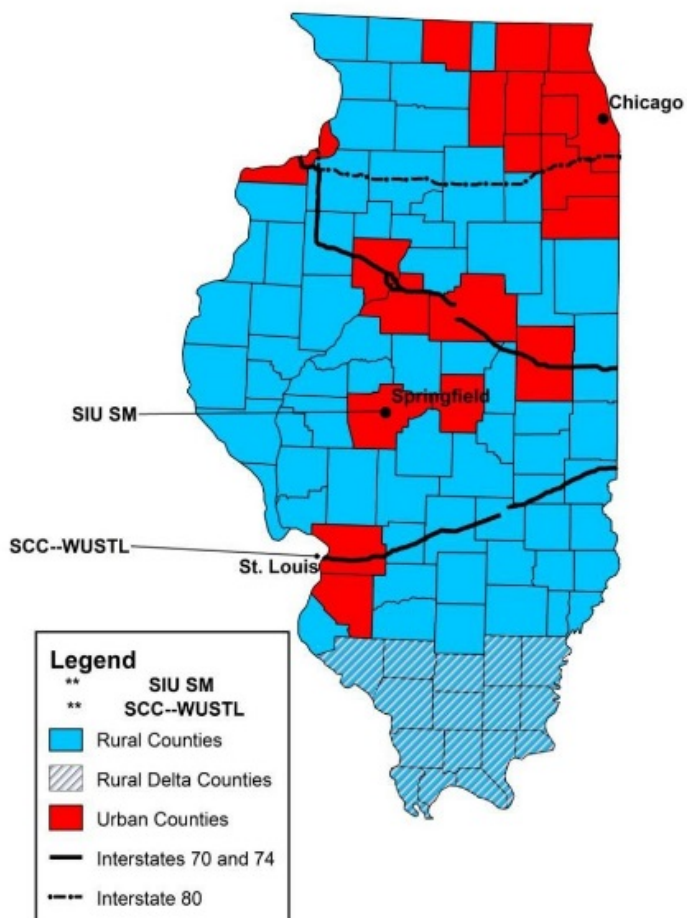 Chicago
Springfield
SIU SM
SCC--WUSTL
St. Louis
Legend
** SIU SM
** SCC--WUSTL
Rural Counties
Rural Delta Counties
Urban Counties
Interstates 70 and 74
Interstate 80